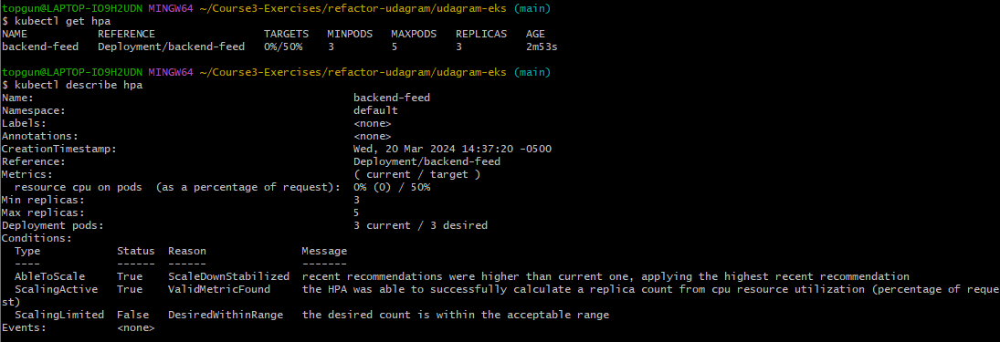 topgun@LAPTOP-IO9H2UDN MINGW64 ~/Course3-Exercises/refactor-udagram/udagram-eks (main)
$ kubectl get hpa
NAME           REFERENCE                 TARGETS   MINPODS   MAXPODS   REPLICAS   AGE
backend-feed   Deployment/backend-feed   0%/50%    3         5         3          2m53s
topgun@LAPTOP-IO9H2UDN MINGW64 ~/Course3-Exercises/refactor-udagram/udagram-eks (main)
$ kubectl describe hpa
Name:                                                  backend-feed
Namespace:                                             default
Labels:                                                <none>
Annotations:                                           <none>
CreationTimestamp:                                     Wed, 20 Mar 2024 14:37:20 -0500
Reference:                                             Deployment/backend-feed
Metrics:                                               ( current / target )
  resource cpu on pods  (as a percentage of request):  0% (0) / 50%
Min replicas:                                          3
Max replicas:                                          5
Deployment pods:                                       3 current / 3 desired
Conditions:
  Type            Status  Reason             Message
  ----            ------  ------             -------
  AbleToScale     True    ScaleDownStabilized  recent recommendations were higher than current one, applying the highest recent recommendation
  ScalingActive   True    ValidMetricFound     the HPA was able to successfully calculate a replica count from cpu resource utilization (percentage of reque
st)
  ScalingLimited  False   DesiredWithinRange   the desired count is within the acceptable range
Events:           <none>